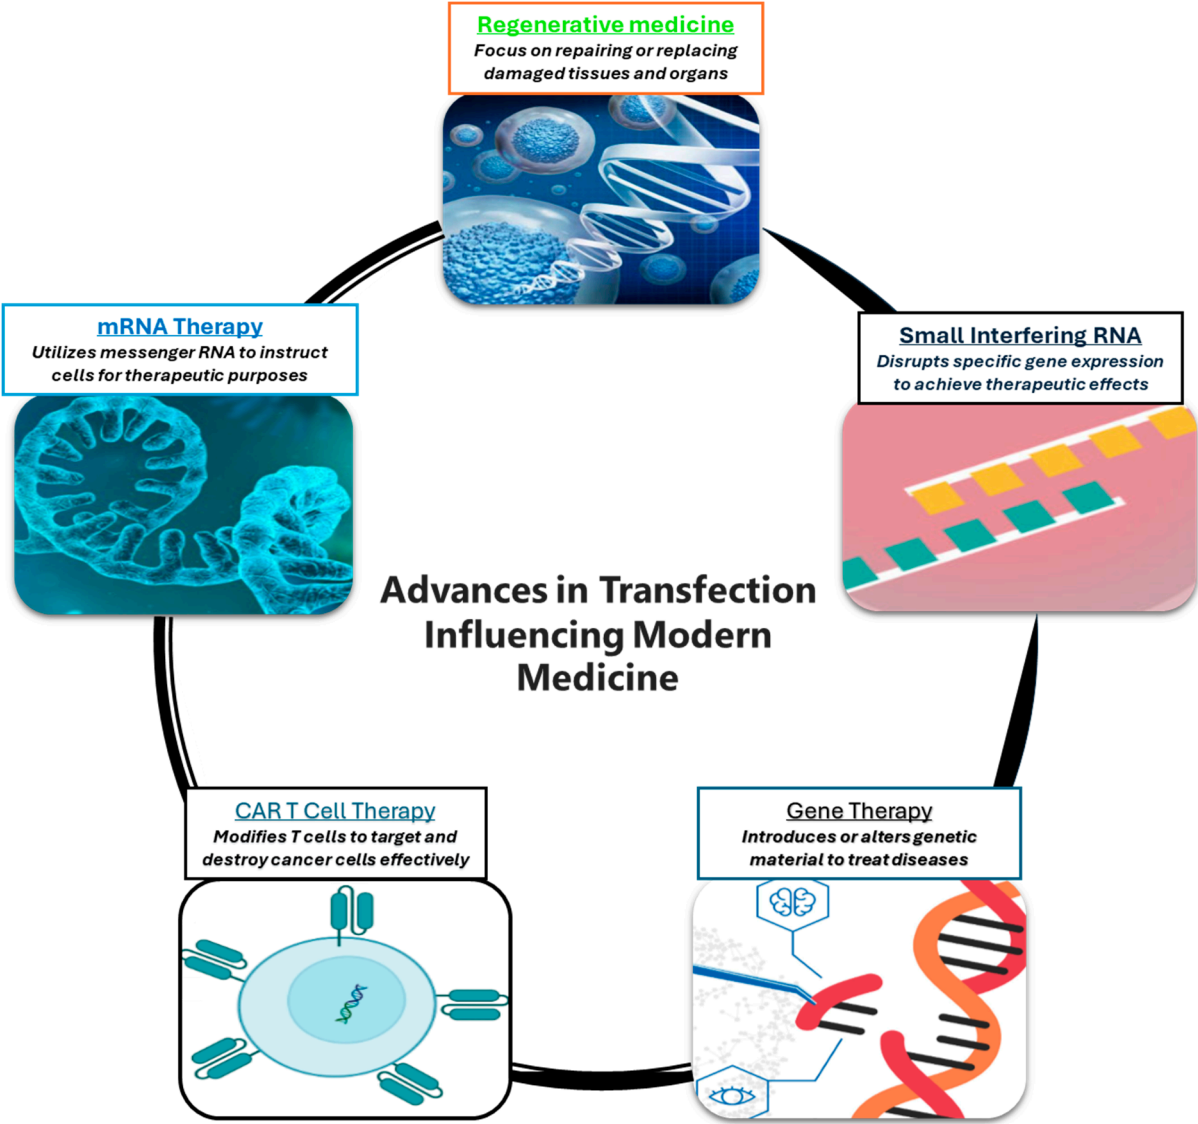 Regenerative medicine
Focus on repairing or replacing
damaged tissues and organs
mRNA Therapy
Utilizes messenger RNA to instruct
cells for therapeutic purposes
Small Interfering RNA
Disrupts specific gene expression
to achieve therapeutic effects
Advances in Transfection
Influencing Modern
Medicine
CAR T Cell Therapy
Modifies T cells to target and
destroy cancer cells effectively
Gene Therapy
Introduces or alters genetic
material to treat diseases